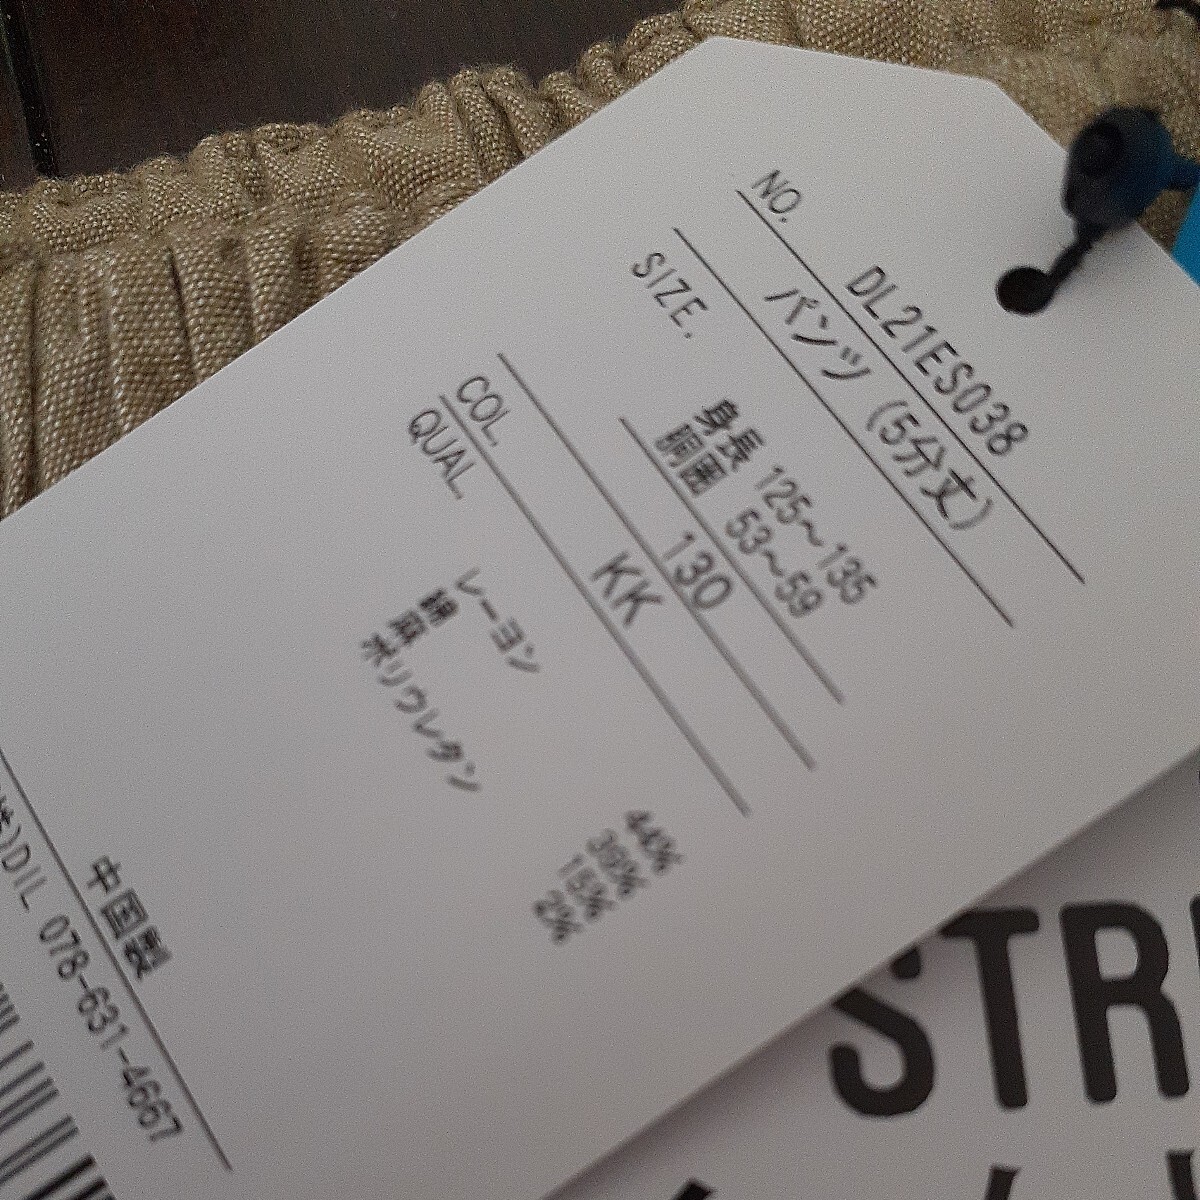 NO. DL21ES038
パンツ (5分丈)
SIZE. 身長 125~135
胴囲 53~59
130
COL. KK
QUAL.
レーヨン 44%
綿 39%
麻 15%
ポリウレタン 2%
中国製
DIL 078-631-4667
STR